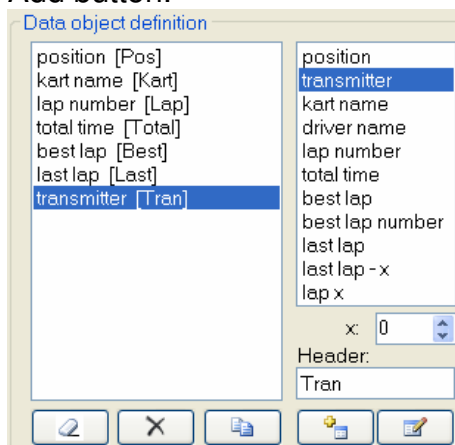 Add button.
Data object definition
position [Pos]
kart name [Kart]
lap number [Lap]
total time [Total]
best lap [Best]
last lap [Last]
transmitter [Tran]
position
transmitter
kart name
driver name
lap number
total time
best lap
best lap number
last lap
last lap - x
lap x
x: 0
Header:
Tran